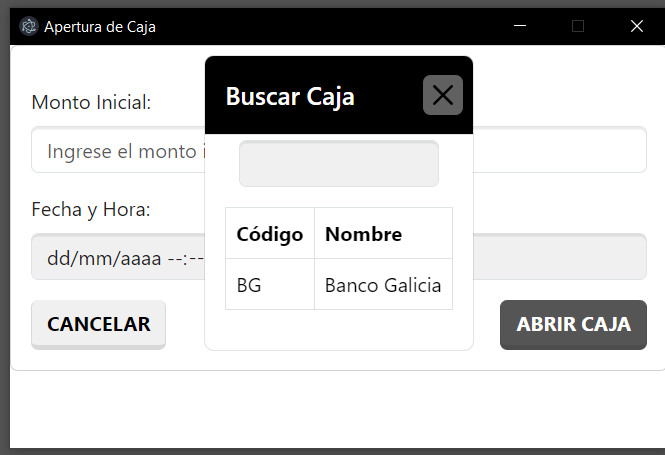 Apertura de Caja
Buscar Caja
Monto Inicial:
Ingrese el monto i
Fecha y Hora:
dd/mm/aaaa --:--
Código Nombre
BG Banco Galicia
CANCELAR
ABRIR CAJA